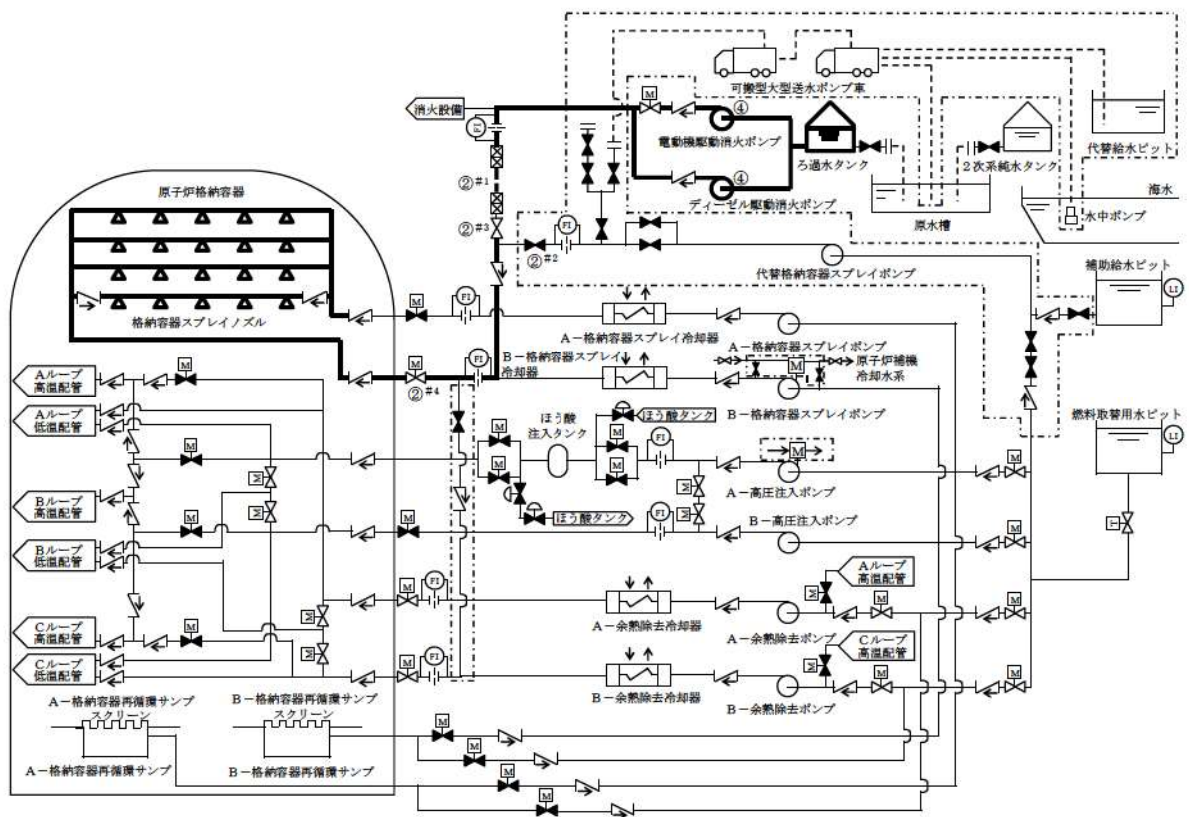 消火設備
FI
M
④
電動機駆動消火ポンプ
④
ディーゼル駆動消火ポンプ
可搬型大型送水ポンプ車
ろ過水タンク
2次系純水タンク
代替給水ピット
原水槽
海水
水中ポンプ
②#1
②#3
②#2
FI
代替格納容器スプレイポンプ
補助給水ピット
LI
原子炉格納容器
格納容器スプレイノズル
M
FI
A-格納容器スプレイ冷却器
A-格納容器スプレイポンプ
M
②#4
FI
B-格納容器スプレイ
冷却器
M
原子炉補機
冷却水系
B-格納容器スプレイポンプ
燃料取替用水ピット
LI
T
Aループ
高温配管
M
Aループ
低温配管
M
M
M
M
ほう酸
注入タンク
ほう酸タンク
M
M
FI
M
A-高圧注入ポンプ
M
Bループ
高温配管
M
M
M
M
M
ほう酸タンク
FI
B-高圧注入ポンプ
M
Bループ
低温配管
Aループ
高温配管
M
M
M
M
FI
A-余熱除去冷却器
A-余熱除去ポンプ
M
Cループ
高温配管
M
Cループ
低温配管
M
M
FI
B-余熱除去冷却器
B-余熱除去ポンプ
Cループ
高温配管
M
M
M
A-格納容器再循環サンプ
スクリーン
B-格納容器再循環サンプ
スクリーン
A-格納容器再循環サンプ
B-格納容器再循環サンプ
M
M
M
M